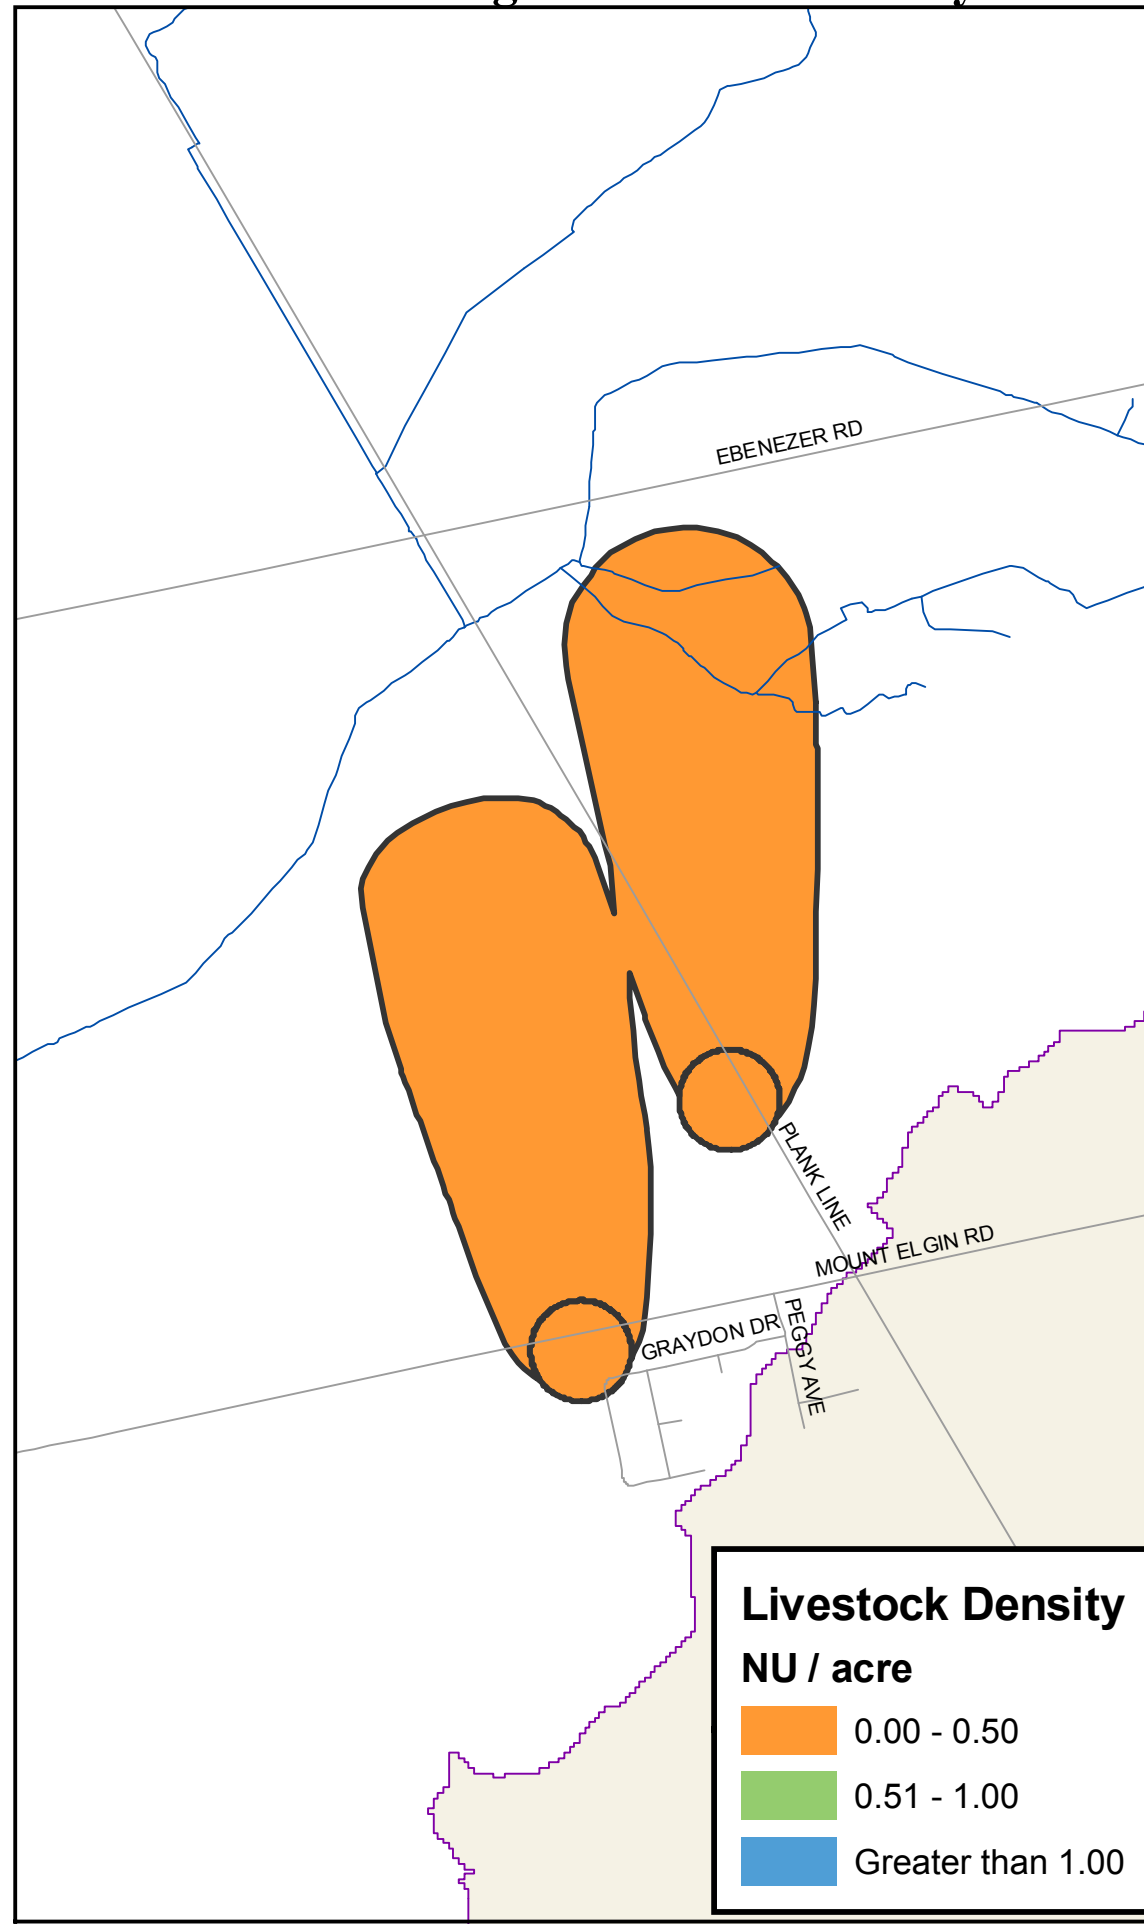 EBENEZER RD
PLANK LINE
MOUNT ELGIN RD
GRAYDON DR
PEGGY AVE
Livestock Density
NU / acre
0.00 - 0.50
0.51 - 1.00
Greater than 1.00